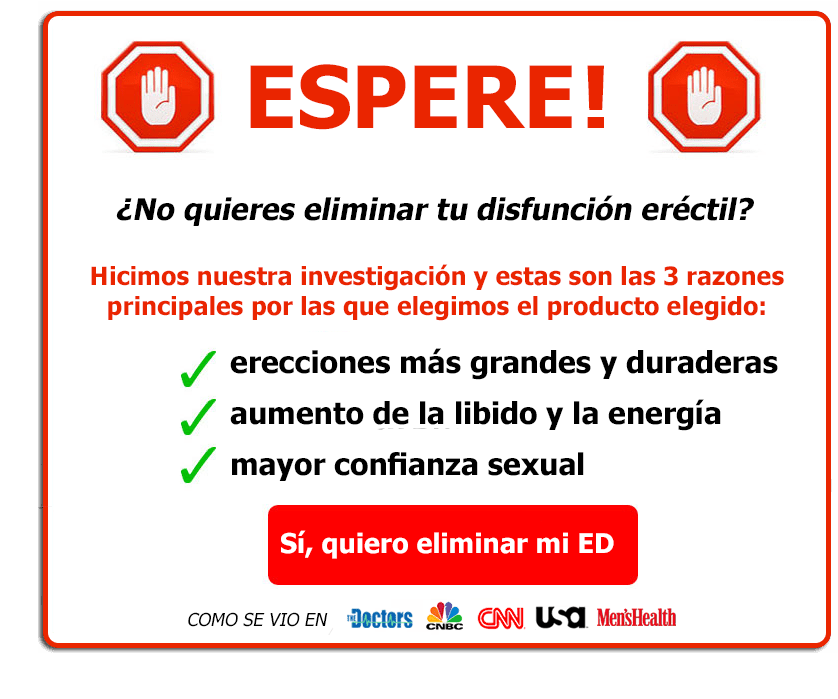 ESPERE!
¿No quieres eliminar tu disfunción eréctil?
Hicimos nuestra investigación y estas son las 3 razones
principales por las que elegimos el producto elegido:
erecciones más grandes y duraderas
aumento de la libido y la energía
mayor confianza sexual
Sí, quiero eliminar mi ED
COMO SE VIO EN THE Doctors CNBC CNN USA Men'sHealth